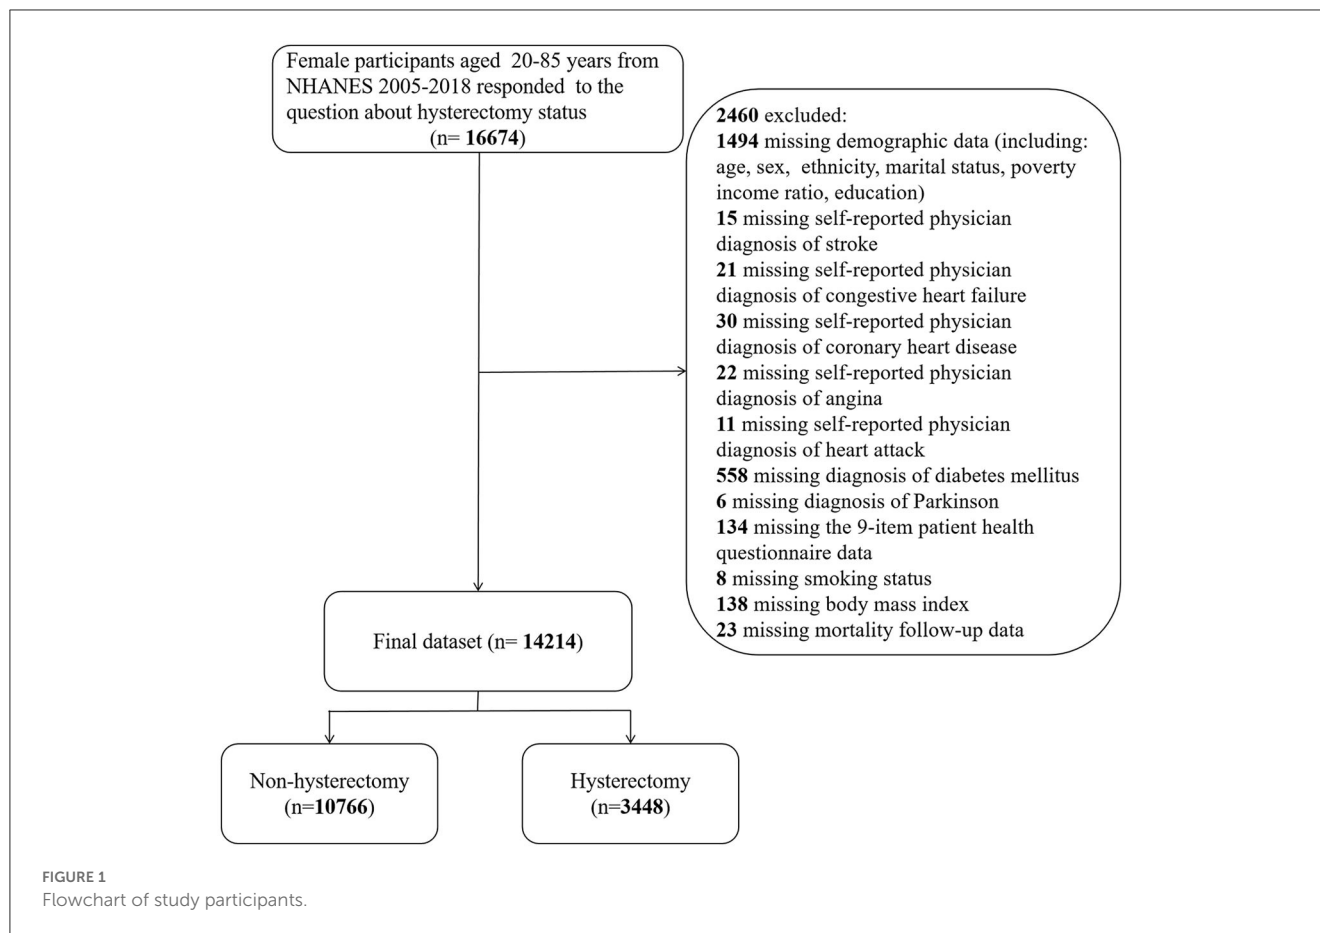 Female participants aged 20-85 years from
NHANES 2005-2018 responded to the
question about hysterectomy status
(n= 16674)
2460 excluded:
1494 missing demographic data (including:
age, sex, ethnicity, marital status, poverty
income ratio, education)
15 missing self-reported physician
diagnosis of stroke
21 missing self-reported physician
diagnosis of congestive heart failure
30 missing self-reported physician
diagnosis of coronary heart disease
22 missing self-reported physician
diagnosis of angina
11 missing self-reported physician
diagnosis of heart attack
558 missing diagnosis of diabetes mellitus
6 missing diagnosis of Parkinson
134 missing the 9-item patient health
questionnaire data
8 missing smoking status
138 missing body mass index
23 missing mortality follow-up data
Final dataset (n= 14214)
Non-hysterectomy
(n=10766)
Hysterectomy
(n=3448)
FIGURE 1
Flowchart of study participants.